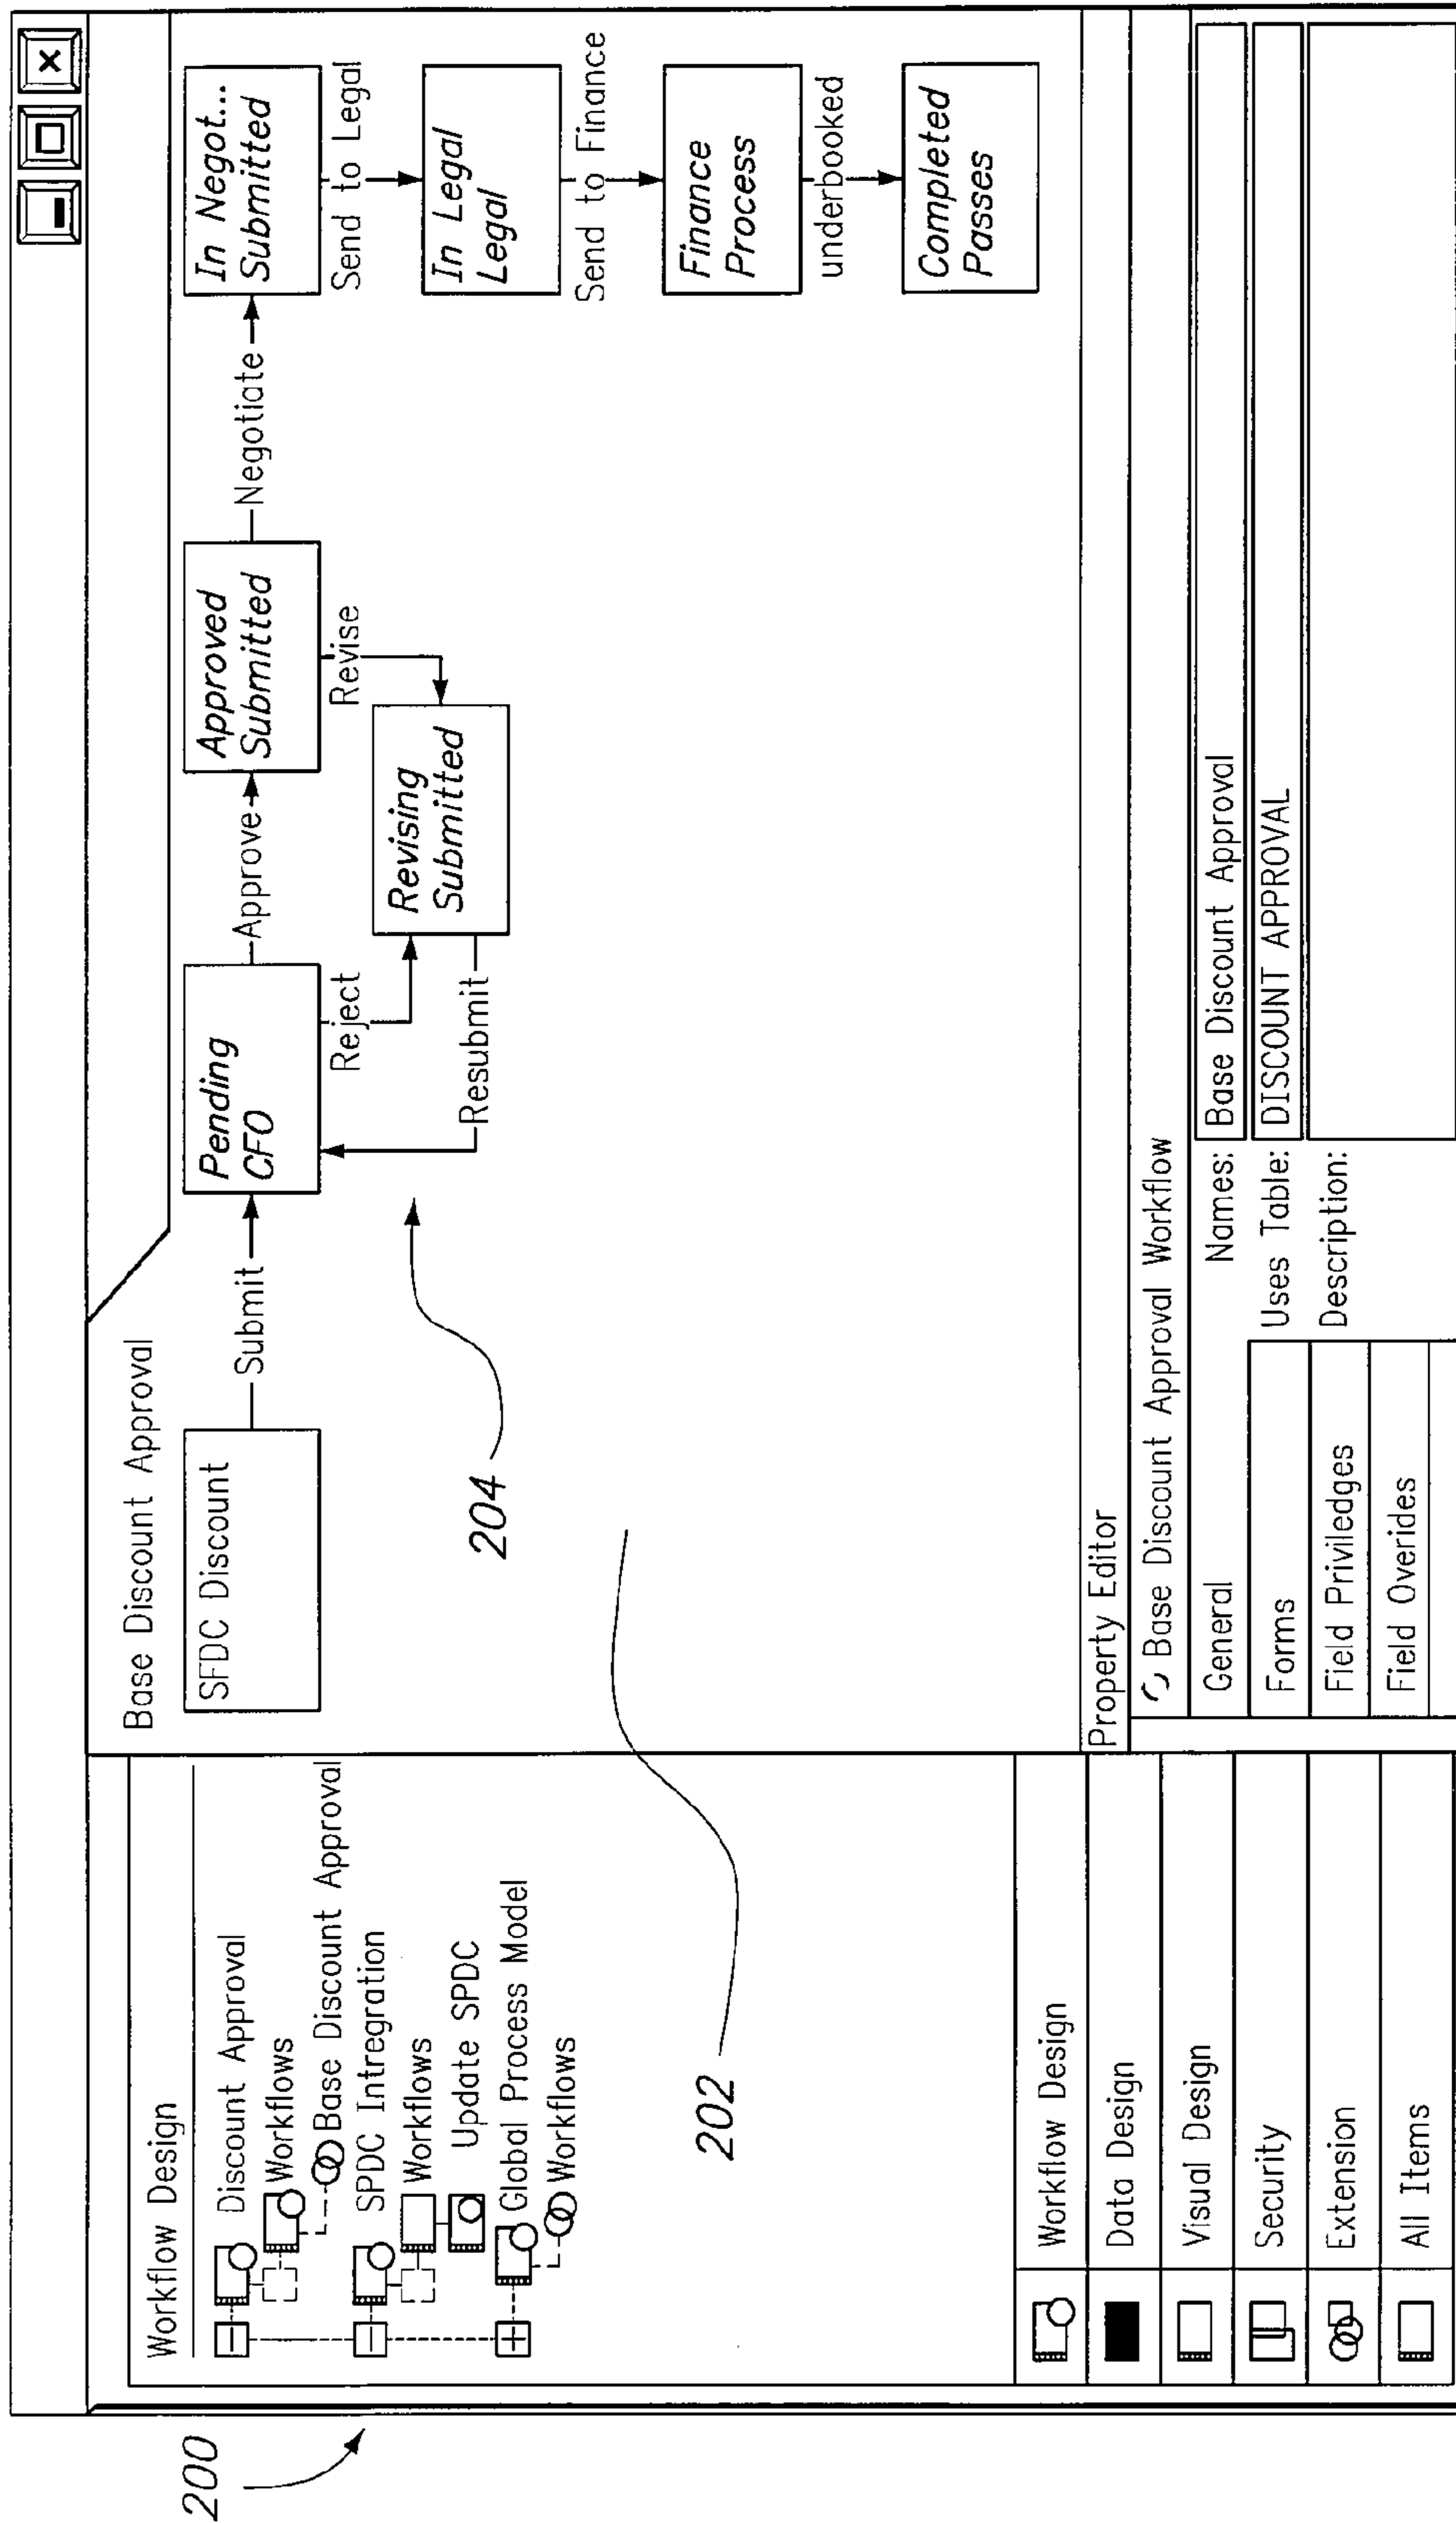 200
Workflow Design
Discount Approval
Workflows
Base Discount Approval
SPDC Intregration
Workflows
Update SPDC
Global Process Model
Workflows
202
Workflow Design
Data Design
Visual Design
Security
Extension
All Items
Base Discount Approval
SFDC Discount
Submit
Pending
CFO
Approve
Approved
Submitted
Negotiate
In Negot...
Submitted
Reject
Revise
Revising
Submitted
Resubmit
Send to Legal
In Legal
Legal
Send to Finance
Finance
Process
underbooked
Completed
Passes
204
Property Editor
Base Discount Approval Workflow
General
Forms
Field Priviledges
Field Overides
Names:
Base Discount Approval
Uses Table:
DISCOUNT APPROVAL
Description: